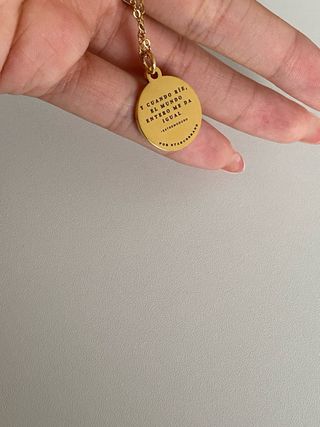 Y CUANDO RÍE,
EL MUNDO
ENTERO ME DA
IGUAL